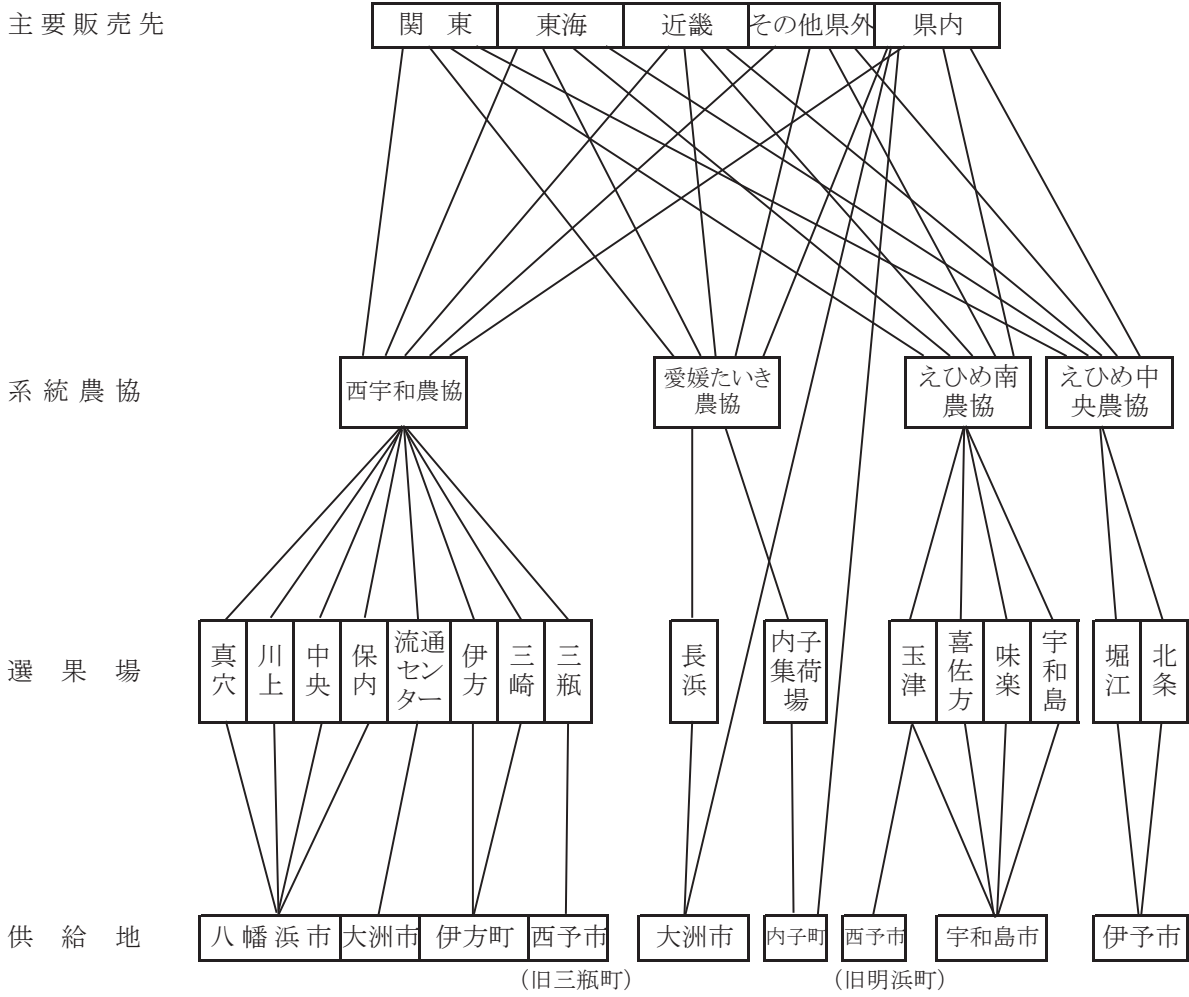 主要販売先
関東
東海
近畿
その他県外
県内
系統農協
西宇和農協
愛媛たいき
農協
えひめ南
農協
えひめ中
央農協
選果場
真穴
川上
中央
保内
流通
セン
ター
伊方
三崎
三瓶
長浜
内子
集荷
場
玉津
喜佐方
味楽
宇和島
堀江
北条
供給地
八幡浜市
大洲市
伊方町
西予市
大洲市
内子町
西予市
宇和島市
伊予市
(旧三瓶町)
(旧明浜町)